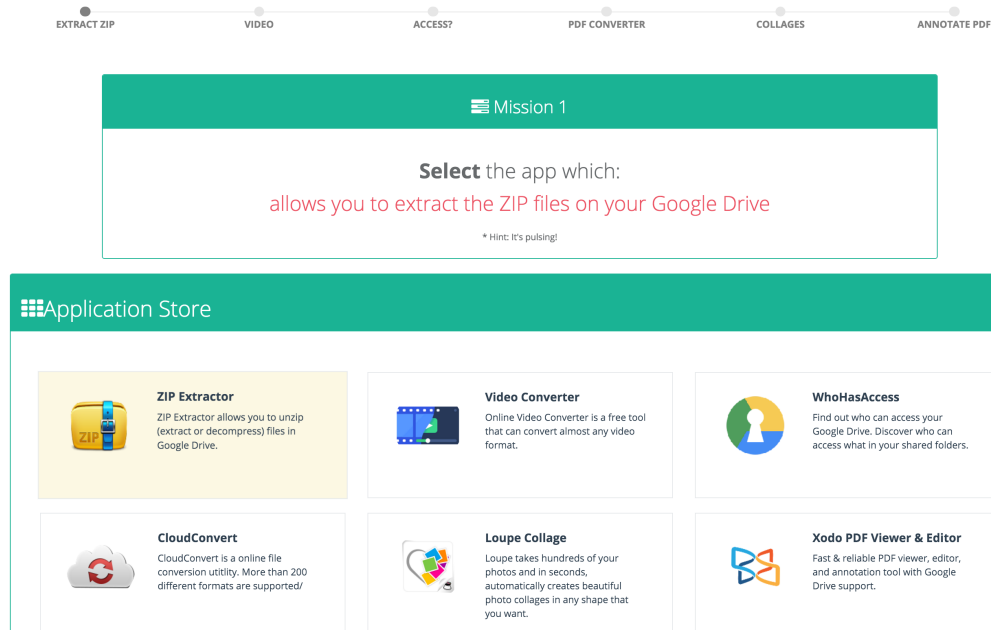 EXTRACT ZIP
VIDEO
ACCESS?
PDF CONVERTER
COLLAGES
ANNOTATE PDF
Mission 1
Select the app which:
allows you to extract the ZIP files on your Google Drive
* Hint: It's pulsing!
Application Store
ZIP
ZIP Extractor
ZIP Extractor allows you to unzip
(extract or decompress) files in
Google Drive.
Video Converter
Online Video Converter is a free tool
that can convert almost any video
format.
WhoHasAccess
Find out who can access your
Google Drive. Discover who can
access what in your shared folders.
CloudConvert
CloudConvert is a online file
conversion utitlity. More than 200
different formats are supported/
Loupe Collage
Loupe takes hundreds of your
photos and in seconds,
automatically creates beautiful
photo collages in any shape that
you want.
Xodo PDF Viewer & Editor
Fast & reliable PDF viewer, editor,
and annotation tool with Google
Drive support.